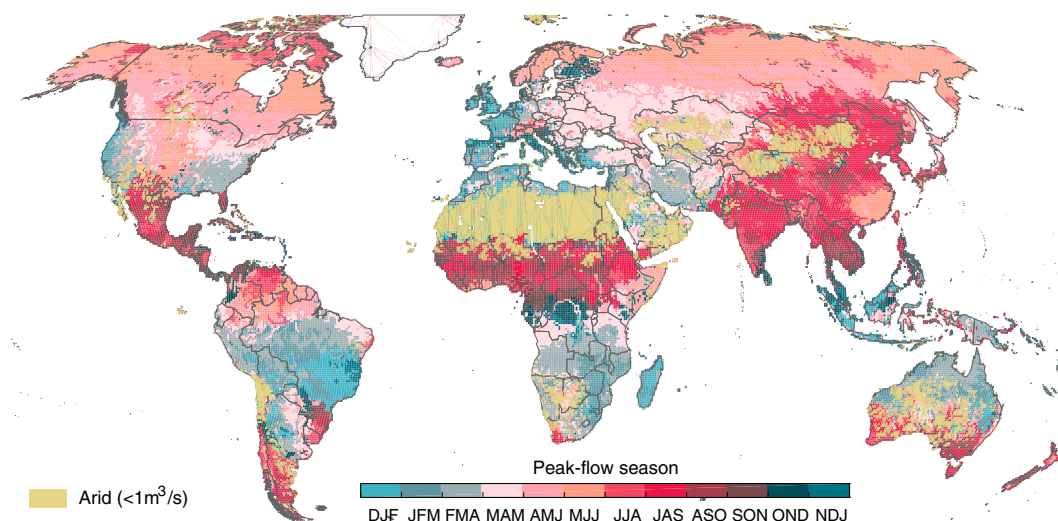 Peak-flow season
Arid (<1m³/s)
DJF JFM FMA MAM AMJ MJJ JJA JAS ASO SON OND NDJ